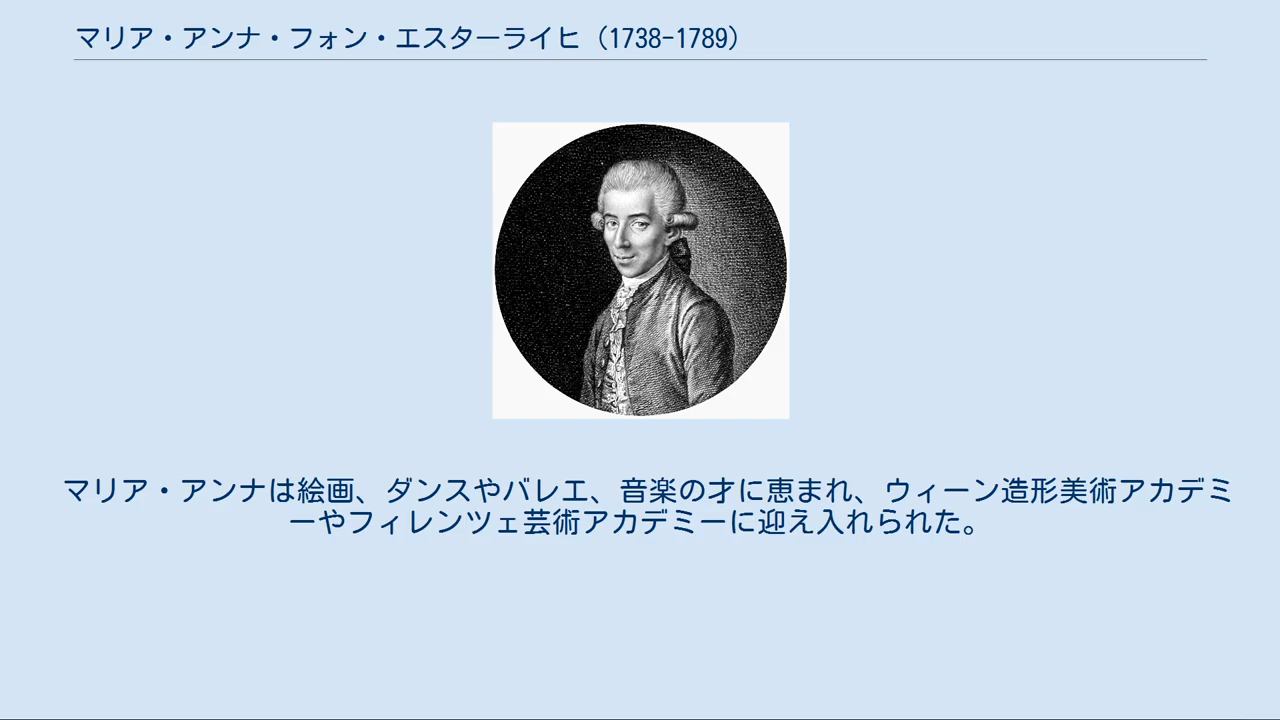 マリア・アンナ・フォン・エスターライヒ（1738-1789）
マリア・アンナは絵画、ダンスやバレエ、音楽の才に恵まれ、ウィーン造形美術アカデミ
ーやフィレンツェ芸術アカデミーに迎え入れられた。